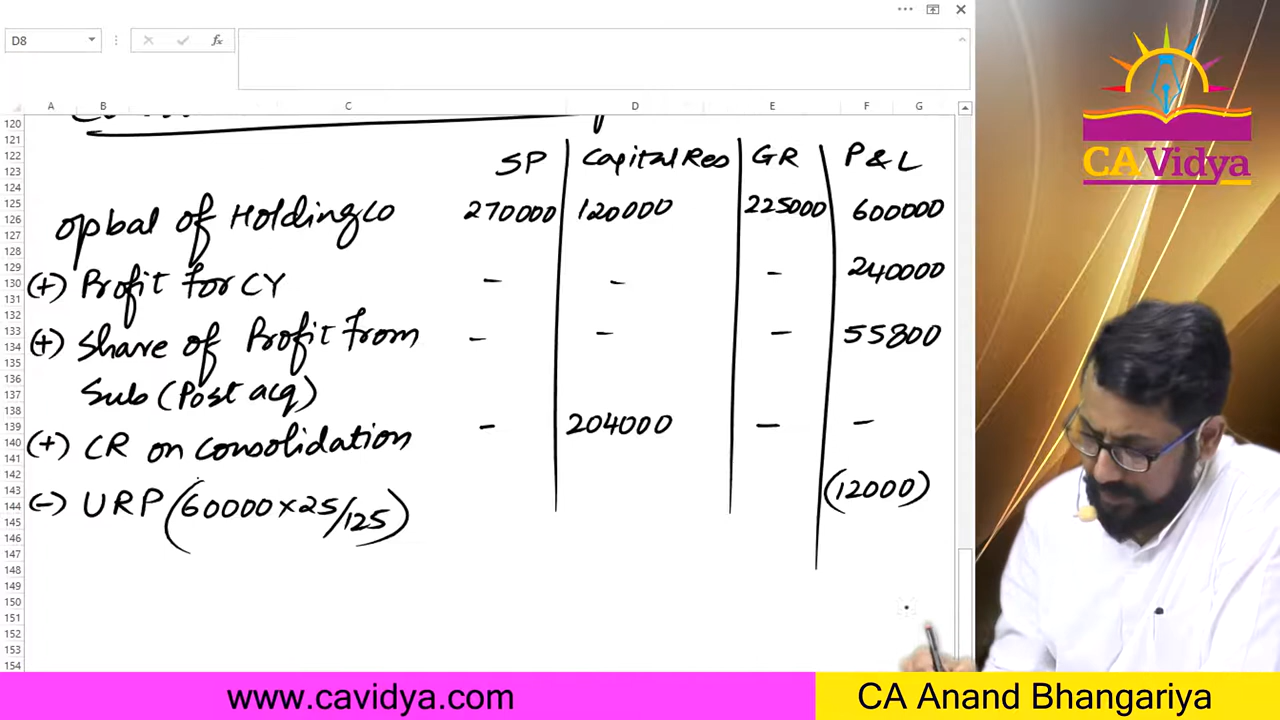 D8
fx
A B C D E F G
120
121
122
123
124
125
126
127
128
129
130
131
132
133
134
135
136
137
138
139
140
141
142
143
144
145
146
147
148
149
150
151
152
153
154
SP Capital Res GR P & L
op bal of Holding Co 270000 120000 225000 600000
(+) Profit for CY - - - 240000
(+) Share of Profit from - - - 55800
Sub (Post acq)
(+) CR on Consolidation - 204000 - -
(-) URP (60000 x 25/125) (12000)
CA Vidya
www.cavidya.com
CA Anand Bhangariya